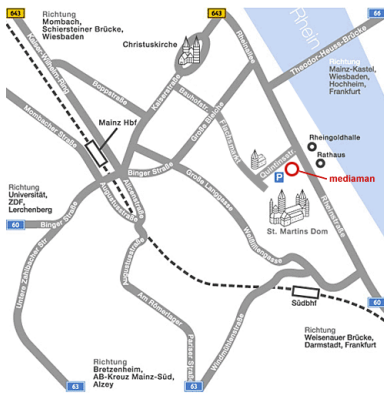 643
Richtung
Mombach,
Schiersteiner Brücke,
Wiesbaden
643
66
Christuskirche
Rhein
Kaiser-Wilhelm-Ring
Rheinallee
Theodor-Heuss-Brücke
Richtung
Mainz-Kastel,
Wiesbaden,
Hochheim,
Frankfurt
Boppstraße
Kaiserstraße
Bauhofstr.
Große Bleiche
Flachsmarkt
Mombacher Straße
Mainz Hbf
Rheingoldhalle
Rathaus
Quintinsstr.
mediaman
P
Binger Straße
Große Langgasse
Richtung
Universität,
ZDF,
Lerchenberg
Alicenstraße
Augustusstraße
Rheinstraße
60
Binger Straße
St. Martins Dom
Weißliliengasse
Untere Zahlbacher Str
Augustusstraße
Am Römerlager
Südbhf
60
Pariser Straße
Windmühlenstraße
Richtung
Weisenauer Brücke,
Darmstadt, Frankfurt
Richtung
Bretzenheim,
AB-Kreuz Mainz-Süd,
Alzey
63
63